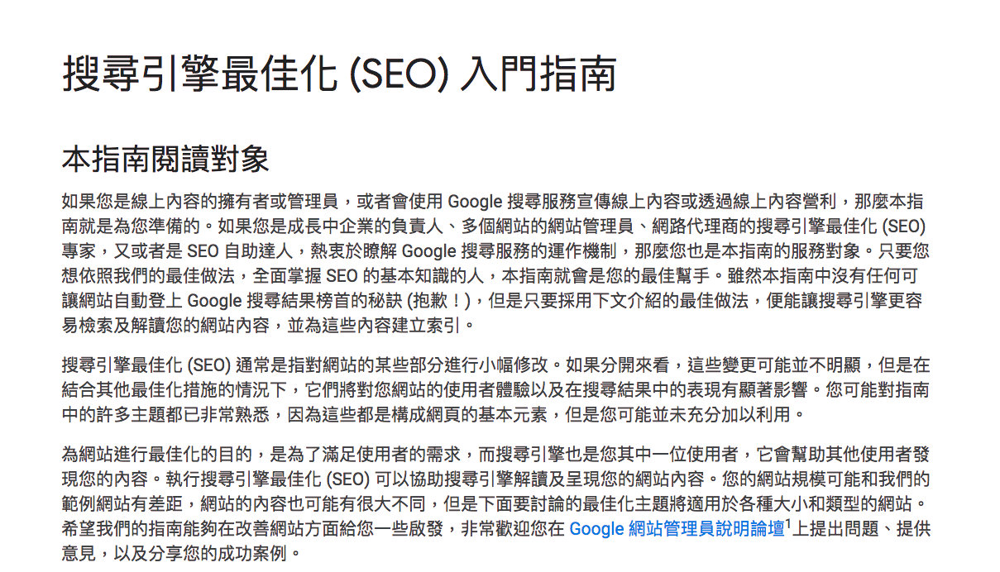 搜尋引擎最佳化 (SEO) 入門指南
本指南閱讀對象
如果您是線上內容的擁有者或管理員，或者會使用 Google 搜尋服務宣傳線上內容或透過線上內容營利，那麼本指
南就是為您準備的。如果您是成長中企業的負責人、多個網站的網站管理員、網路代理商的搜尋引擎最佳化 (SEO)
專家，又或者是 SEO 自助達人，熱衷於瞭解 Google 搜尋服務的運作機制，那麼您也是本指南的服務對象。只要您
想依照我們的最佳做法，全面掌握 SEO 的基本知識的人，本指南就會是您的最佳幫手。雖然本指南中沒有任何可
讓網站自動登上 Google 搜尋結果榜首的秘訣 (抱歉！)，但是只要採用下文介紹的最佳做法，便能讓搜尋引擎更容
易檢索及解讀您的網站內容，並為這些內容建立索引。
搜尋引擎最佳化 (SEO) 通常是指對網站的某些部分進行小幅修改。如果分開來看，這些變更可能並不明顯，但是在
結合其他最佳化措施的情況下，它們將對您網站的使用者體驗以及在搜尋結果中的表現有顯著影響。您可能對指南
中的許多主題都已非常熟悉，因為這些都是構成網頁的基本元素，但是您可能並未充分加以利用。
為網站進行最佳化的目的，是為了滿足使用者的需求，而搜尋引擎也是您其中一位使用者，它會幫助其他使用者發
現您的內容。執行搜尋引擎最佳化 (SEO) 可以協助搜尋引擎解讀及呈現您的網站內容。您的網站規模可能和我們的
範例網站有差距，網站的內容也可能有很大不同，但是下面要討論的最佳化主題將適用於各種大小和類型的網站。
希望我們的指南能夠在改善網站方面給您一些啟發，非常歡迎您在 Google 網站管理員說明論壇¹上提出問題、提供
意見，以及分享您的成功案例。